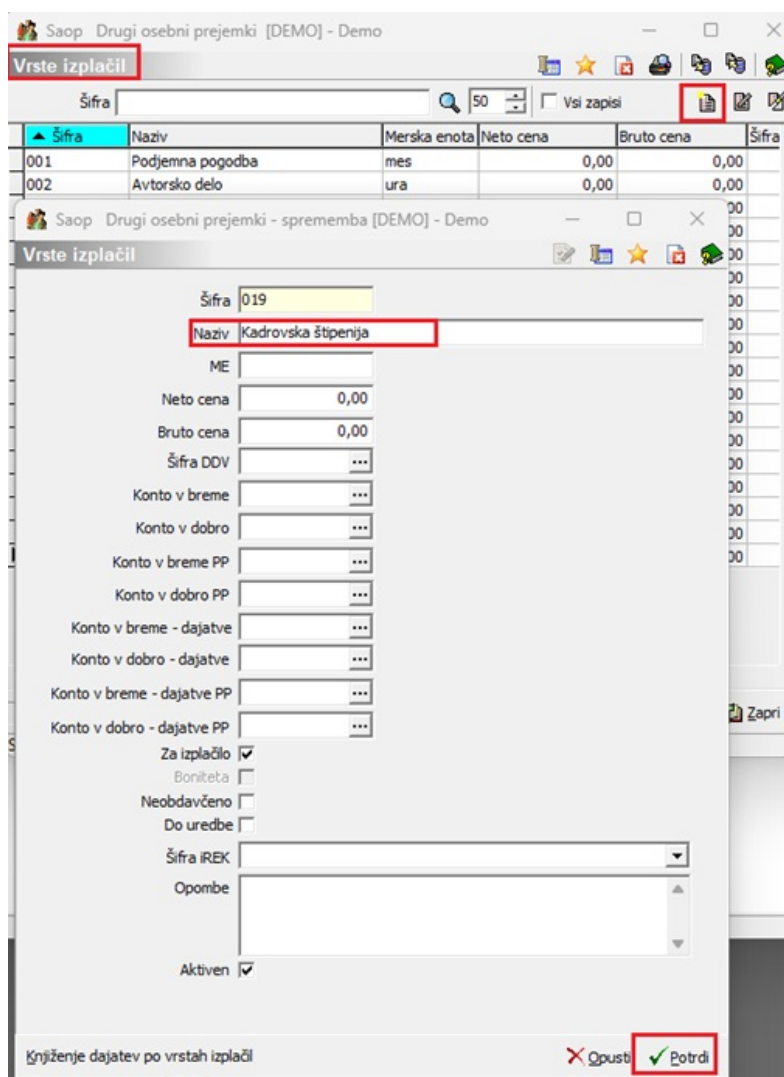 Saop Drugi osebni prejemki [DEMO] - Demo
Vrste izplačil
Šifra 50 Vsi zapisi
Šifra Naziv Merska enota Neto cena Bruto cena Šifra
001 Podjemna pogodba mes 0,00 0,00
002 Avtorsko delo ura 0,00 0,00
Saop Drugi osebni prejemki - sprememba [DEMO] - Demo
Vrste izplačil
Šifra 019
Naziv Kadrovska štipenija
ME
Neto cena 0,00
Bruto cena 0,00
Šifra DDV ...
Konto v breme ...
Konto v dobro ...
Konto v breme PP ...
Konto v dobro PP ...
Konto v breme - dajatve ...
Konto v dobro - dajatve ...
Konto v breme - dajatve PP ...
Zapri
Konto v dobro - dajatve PP ...
Za izplačilo
Boniteta
Neobdavčeno
Do uredbe
Šifra iREK
Opombe
Aktiven
Knjiženje dajatev po vrstah izplačil Opusti Potrdi